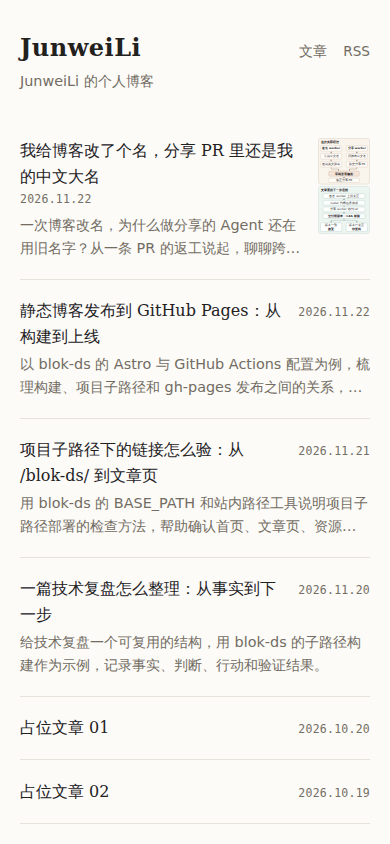 JunweiLi
文章 RSS
JunweiLi 的个人博客
我给博客改了个名，分享 PR 里还是我
的中文大名
2026.11.22
一次博客改名，为什么做分享的 Agent 还在
用旧名字？从一条 PR 的返工说起，聊聊跨…
静态博客发布到 GitHub Pages：从
构建到上线
2026.11.22
以 blok-ds 的 Astro 与 GitHub Actions 配置为例，梳
理构建、项目子路径和 gh-pages 发布之间的关系，…
项目子路径下的链接怎么验：从
/blok-ds/ 到文章页
2026.11.21
用 blok-ds 的 BASE_PATH 和站内路径工具说明项目子
路径部署的检查方法，帮助确认首页、文章页、资源…
一篇技术复盘怎么整理：从事实到下
一步
2026.11.20
给技术复盘一个可复用的结构，用 blok-ds 的子路径构
建作为示例，记录事实、判断、行动和验证结果。
占位文章 01
2026.10.20
占位文章 02
2026.10.19